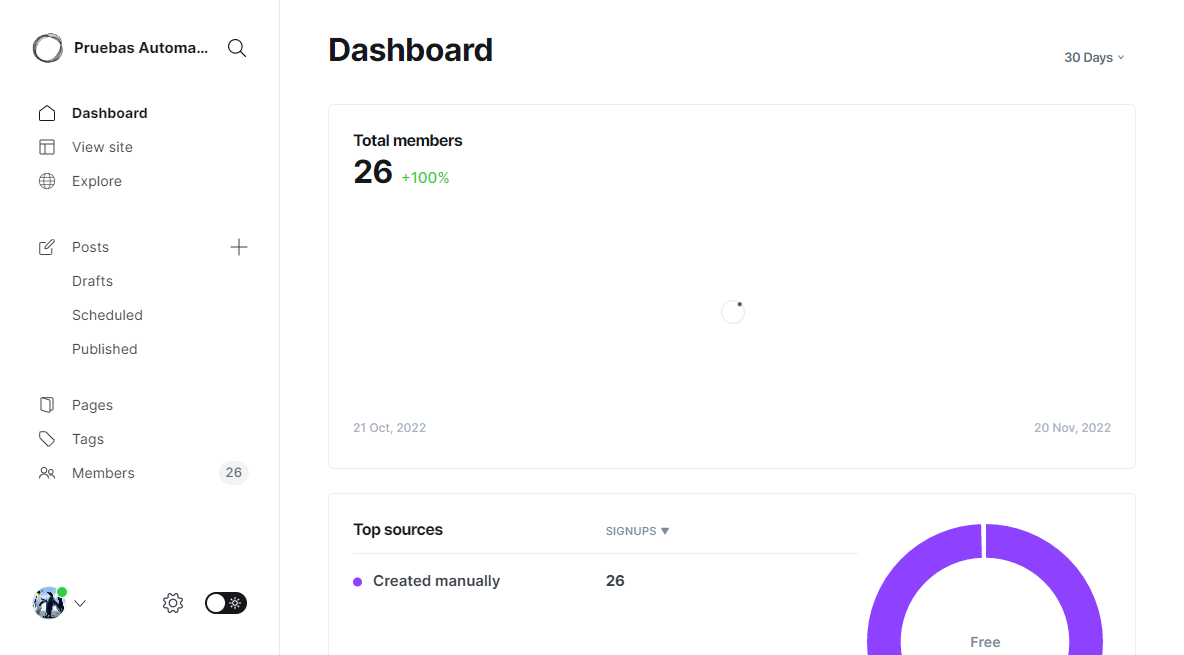 Pruebas Automa...
Dashboard
View site
Explore
Posts
Drafts
Scheduled
Published
Pages
Tags
Members 26
Dashboard
30 Days
Total members
26 +100%
21 Oct, 2022 20 Nov, 2022
Top sources SIGNUPS ▼
Created manually 26
Free